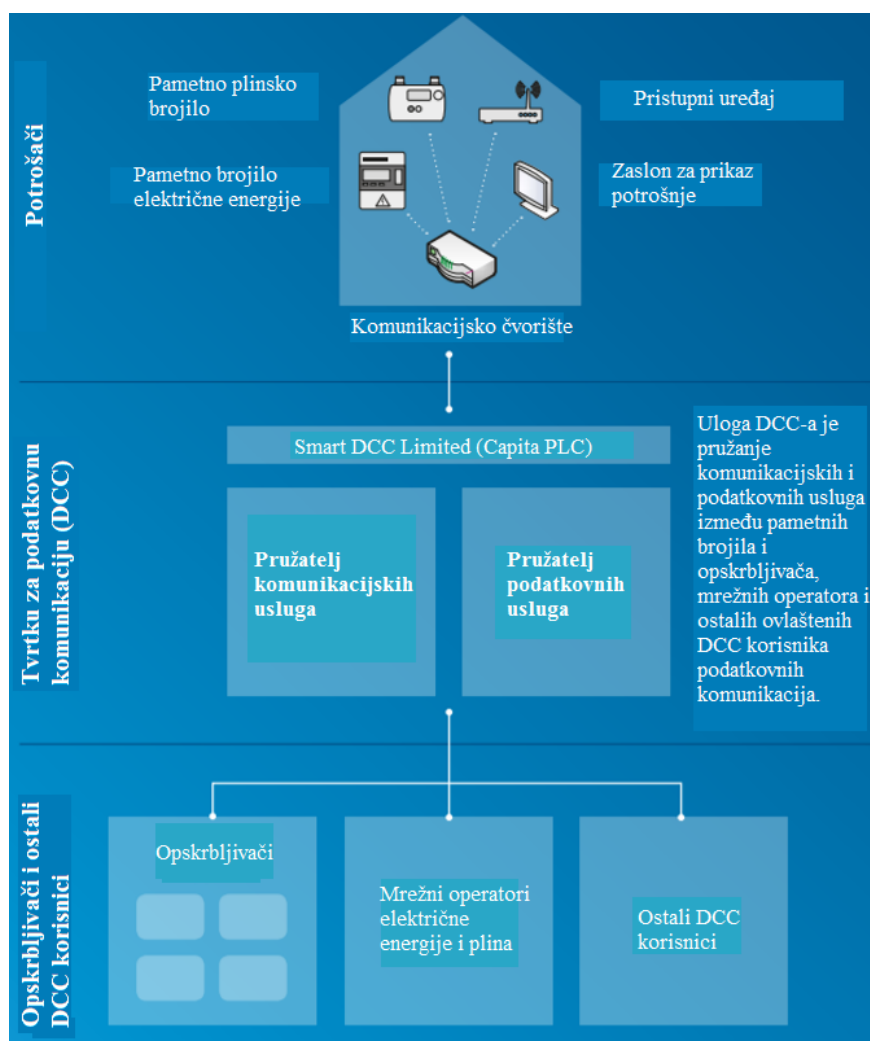 Potrošači
Pametno plinsko
brojilo
Pristupni uređaj
Pametno brojilo
električne energije
Zaslon za prikaz
potrošnje
Komunikacijsko čvorište
Tvrtku za podatkovnu
komunikaciju (DCC)
Smart DCC Limited (Capita PLC)
Pružatelj
komunikacijskih
usluga
Pružatelj
podatkovnih
usluga
Uloga DCC-a je
pružanje
komunikacijskih i
podatkovnih usluga
između pametnih
brojila i
opskrbljivača,
mrežnih operatora i
ostalih ovlaštenih
DCC korisnika
podatkovnih
komunikacija.
Opskrbljivači i ostali
DCC korisnici
Opskrbljivači
Mrežni operatori
električne
energije i plina
Ostali DCC
korisnici